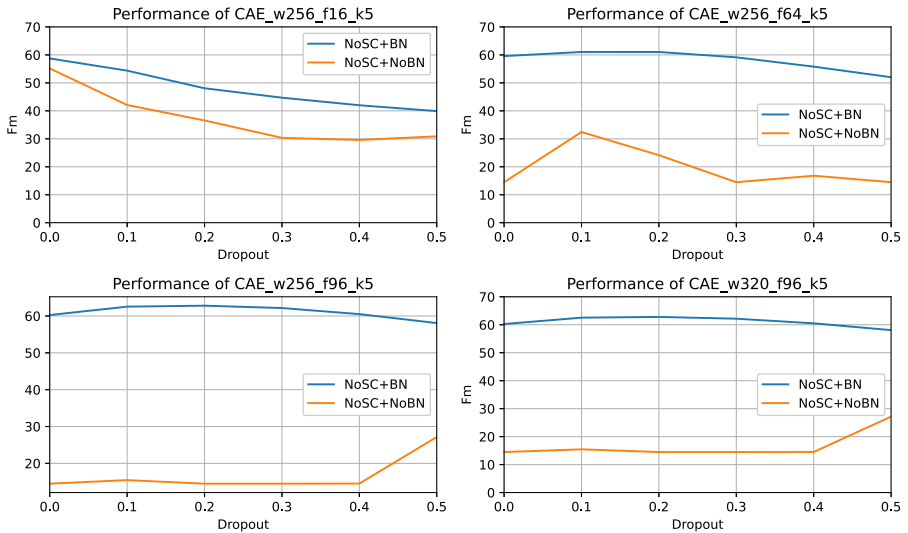 Performance of CAE_w256_f16_k5
70
60
50
40
30
20
10
0
Fm
NoSC+BN
NoSC+NoBN
0.0 0.1 0.2 0.3 0.4 0.5
Dropout
Performance of CAE_w256_f64_k5
70
60
50
40
30
20
10
0
Fm
NoSC+BN
NoSC+NoBN
0.0 0.1 0.2 0.3 0.4 0.5
Dropout
Performance of CAE_w256_f96_k5
60
50
40
30
20
NoSC+BN
NoSC+NoBN
0.0 0.1 0.2 0.3 0.4 0.5
Dropout
Performance of CAE_w320_f96_k5
70
60
50
40
30
20
10
0
Fm
NoSC+BN
NoSC+NoBN
0.0 0.1 0.2 0.3 0.4 0.5
Dropout